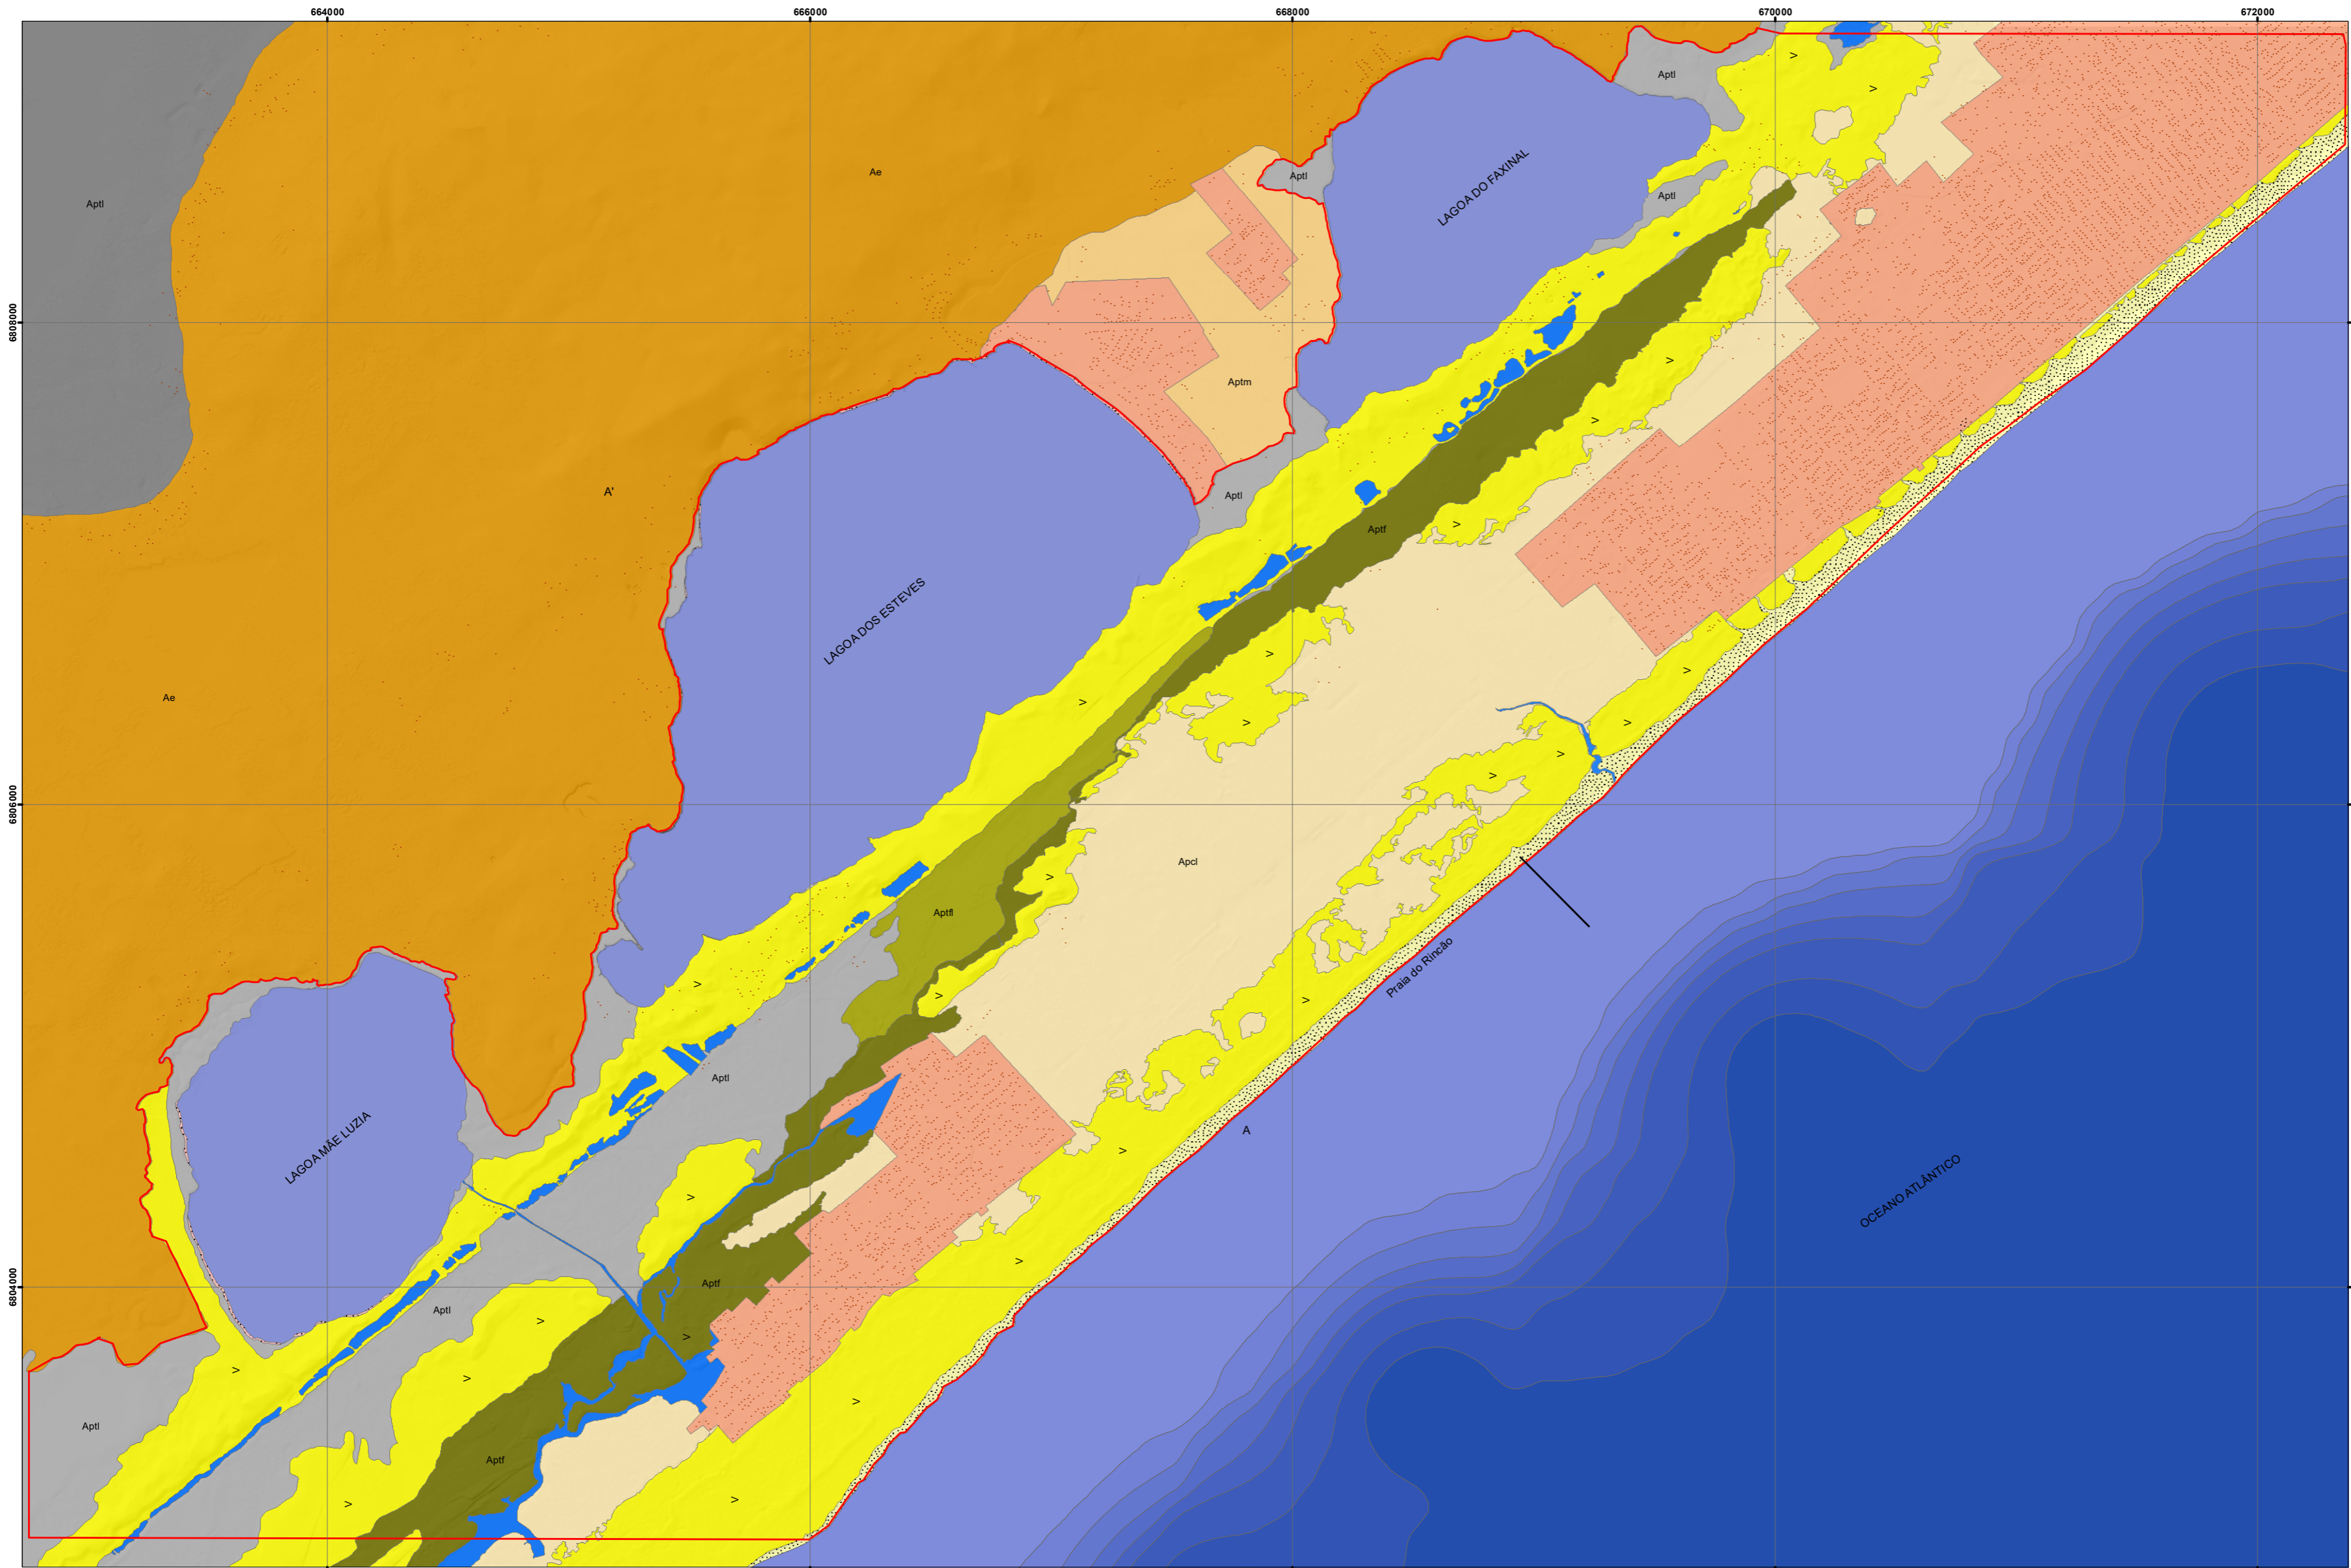 664000
666000
668000
670000
672000
>
Aptl
>
Ae
Aptl
LAGOA DO FAXINAL
Aptl
Aptl
6808000
>
Aptm
>
A'
Aptl
>
Aptf
LAGOA DOS ESTEVES
>
>
Ae
>
>
>
>
>
6806000
Apcl
>
Aptfl
Praia do Rincão
>
>
>
Aptl
A
LAGOA MÃE LUZIA
>
OCEANO ATLÂNTICO
>
>
6804000
Aptf
Aptl
>
>
>
>
>
Aptl
Aptf
>
>